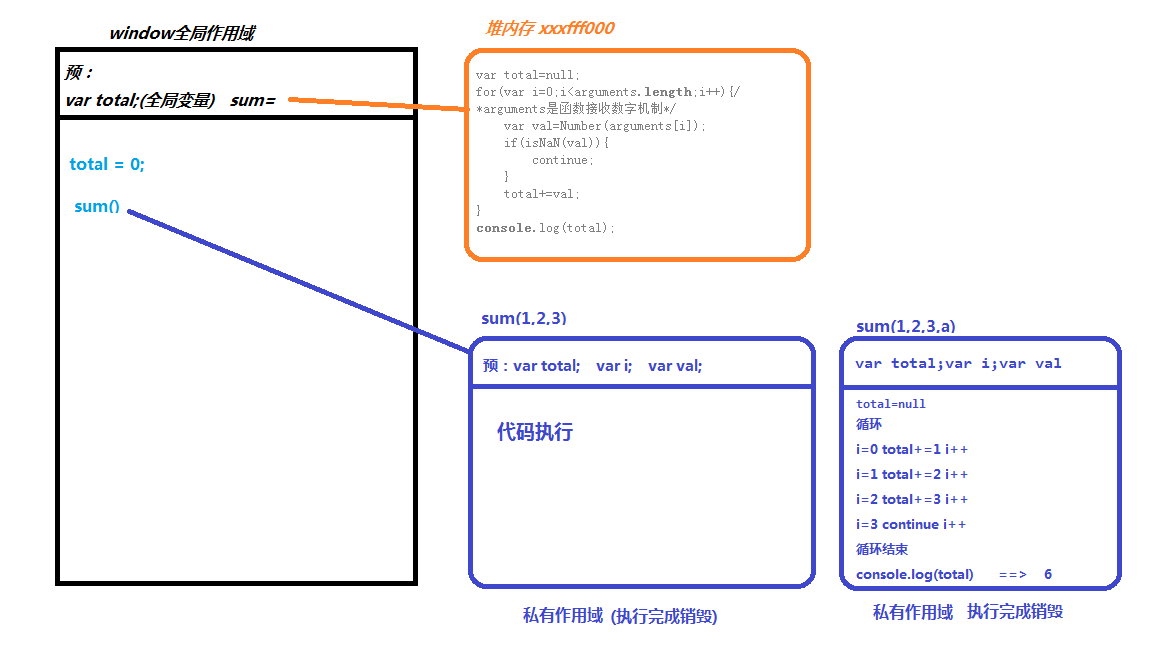 window全局作用域
预：
var total;(全局变量) sum=
total = 0;
sum()
堆内存 xxxfff000
var total=null;
for(var i=0;i<arguments.length;i++){/
*arguments是函数接收数字机制*/
var val=Number(arguments[i]);
if(isNaN(val)){
continue;
}
total+=val;
}
console.log(total);
sum(1,2,3)
预：var total; var i; var val;
代码执行
私有作用域 (执行完成销毁)
sum(1,2,3,a)
var total;var i;var val
total=null
循环
i=0 total+=1 i++
i=1 total+=2 i++
i=2 total+=3 i++
i=3 continue i++
循环结束
console.log(total) ==> 6
私有作用域 执行完成销毁